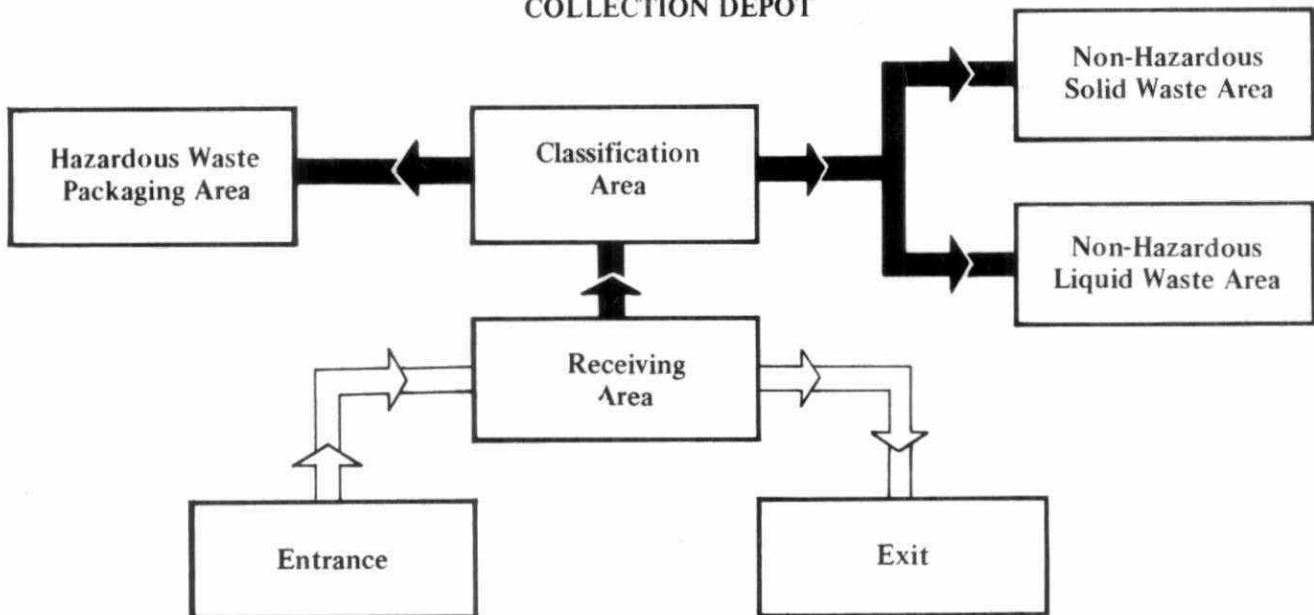 COLLECTION DEPOT
Non-Hazardous
Solid Waste Area
Hazardous Waste
Packaging Area
Classification
Area
Non-Hazardous
Liquid Waste Area
Receiving
Area
Entrance
Exit